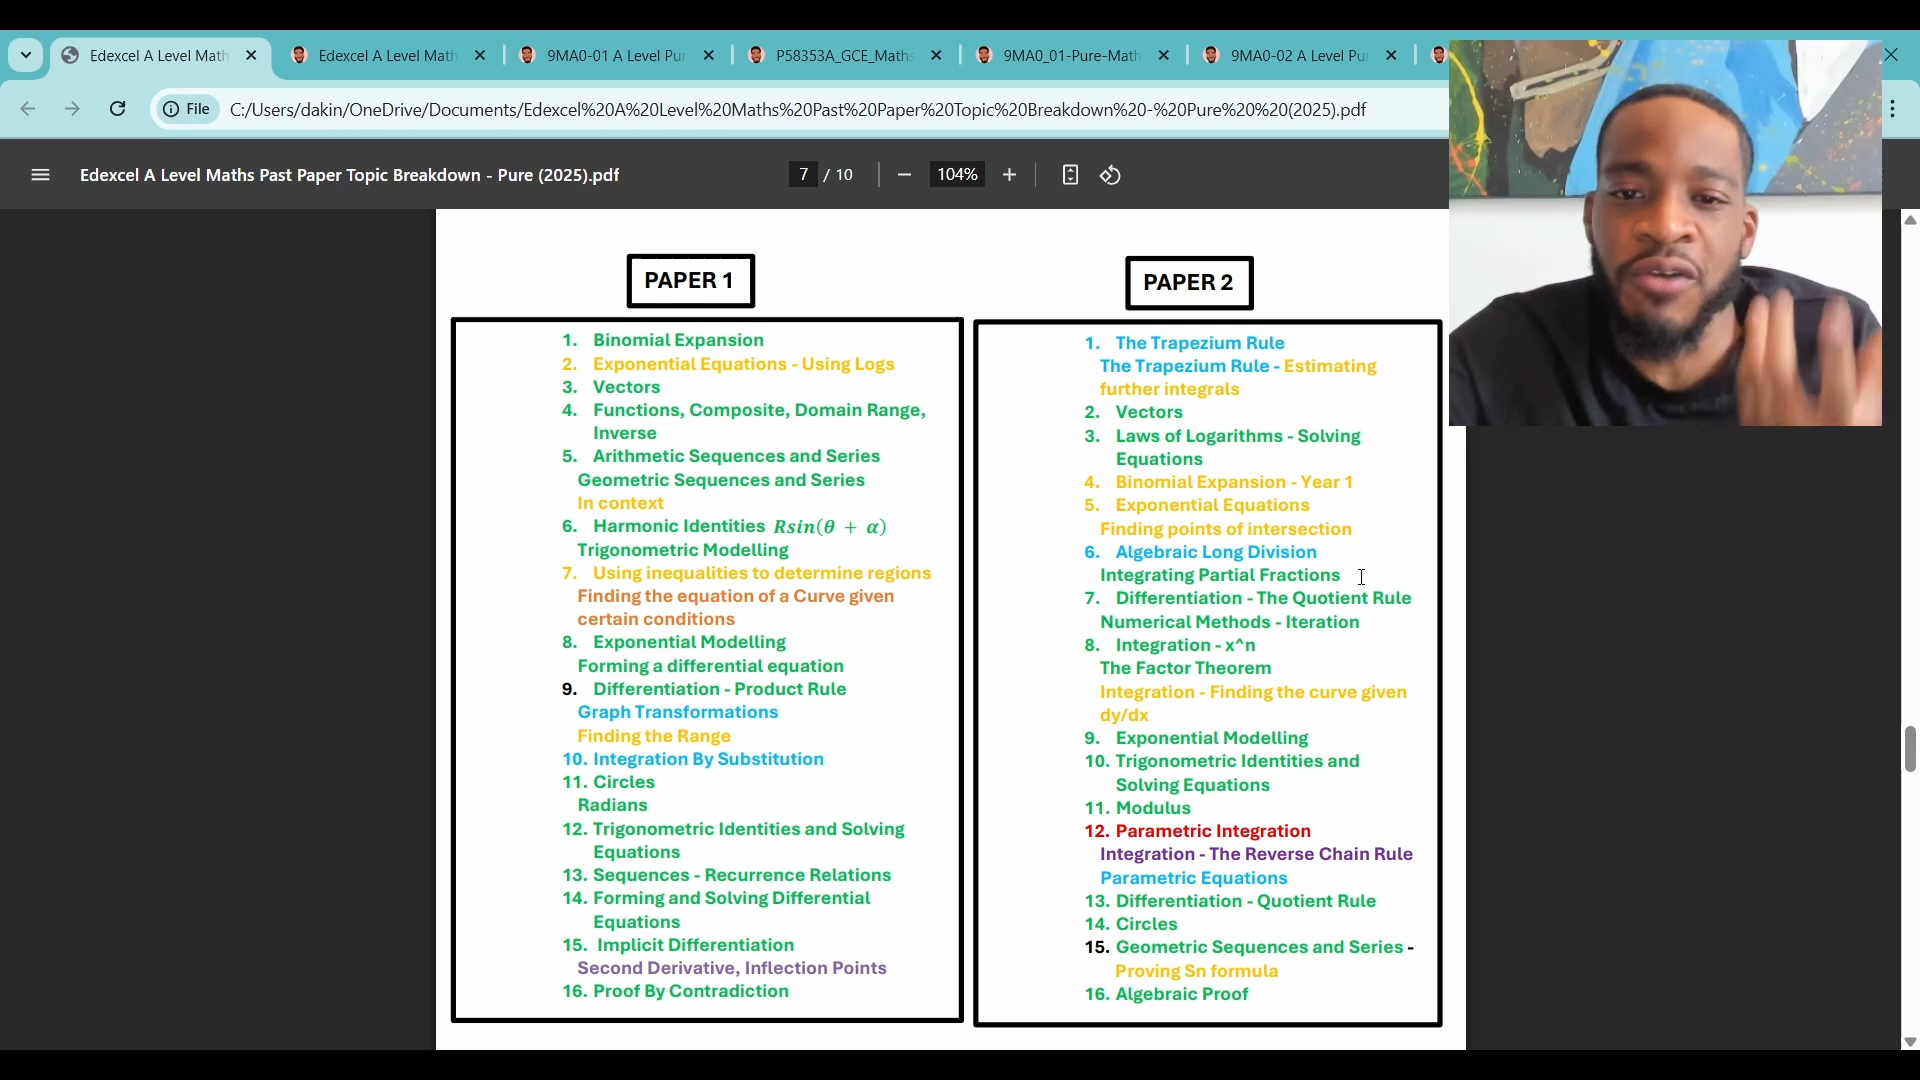 Edexcel A Level Math
Edexcel A Level Math
9MA0-01 A Level Pur
P58353A_GCE_Maths
9MA0_01-Pure-Math
9MA0-02 A Level Pur
File
C:/Users/dakin/OneDrive/Documents/Edexcel%20A%20Level%20Maths%20Past%20Paper%20Topic%20Breakdown%20-%20Pure%20%20(2025).pdf
Edexcel A Level Maths Past Paper Topic Breakdown - Pure (2025).pdf
7 / 10
104%
PAPER 1
1. Binomial Expansion
2. Exponential Equations - Using Logs
3. Vectors
4. Functions, Composite, Domain Range,
Inverse
5. Arithmetic Sequences and Series
Geometric Sequences and Series
In context
6. Harmonic Identities Rsin(θ + α)
Trigonometric Modelling
7. Using inequalities to determine regions
Finding the equation of a Curve given
certain conditions
8. Exponential Modelling
Forming a differential equation
9. Differentiation - Product Rule
Graph Transformations
Finding the Range
10. Integration By Substitution
11. Circles
Radians
12. Trigonometric Identities and Solving
Equations
13. Sequences - Recurrence Relations
14. Forming and Solving Differential
Equations
15. Implicit Differentiation
Second Derivative, Inflection Points
16. Proof By Contradiction
PAPER 2
1. The Trapezium Rule
The Trapezium Rule - Estimating
further integrals
2. Vectors
3. Laws of Logarithms - Solving
Equations
4. Binomial Expansion - Year 1
5. Exponential Equations
Finding points of intersection
6. Algebraic Long Division
Integrating Partial Fractions
7. Differentiation - The Quotient Rule
Numerical Methods - Iteration
8. Integration - x^n
The Factor Theorem
Integration - Finding the curve given
dy/dx
9. Exponential Modelling
10. Trigonometric Identities and
Solving Equations
11. Modulus
12. Parametric Integration
Integration - The Reverse Chain Rule
Parametric Equations
13. Differentiation - Quotient Rule
14. Circles
15. Geometric Sequences and Series -
Proving Sn formula
16. Algebraic Proof